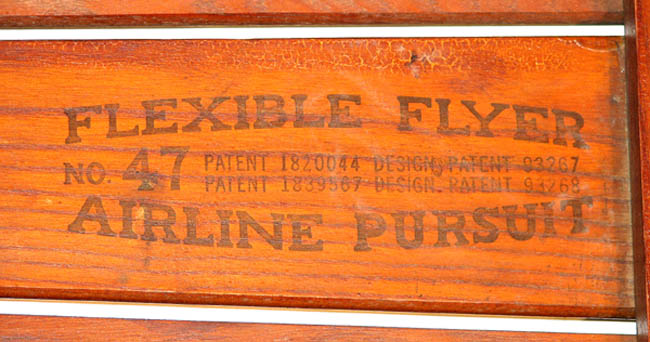 FLEXIBLE FLYER
NO. 47 PATENT 1820044 DESIGN. PATENT 93267
PATENT 1839567 DESIGN. PATENT 93268
AIRLINE PURSUIT